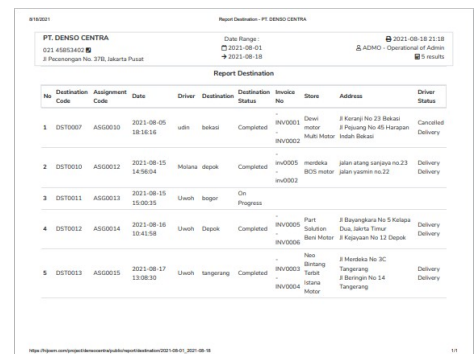 8/18/2021 Report Destination - PT. DENSO CENTRA
PT. DENSO CENTRA
021 45853402
Jl Pecenongan No. 37B, Jakarta Pusat
Date Range :
2021-08-01
→ 2021-08-18
2021-08-18 21:18
ADMO - Operational of Admin
5 results
Report Destination
No Destination Code Assignment Code Date Driver Destination Destination Status Invoice No Store Address Driver Status
1 DST0007 ASG0010 2021-08-05 18:16:16 udin bekasi Completed - INV0001 - INV0002 Dewi motor Multi Motor Jl Keranji No 23 Bekasi Jl Pejuang No 45 Harapan Indah Bekasi Cancelled Delivery
2 DST0010 ASG0012 2021-08-15 14:56:04 Molana depok Completed - inv0005 - inv0002 merdeka BOS motor jalan atang sanjaya no.23 jalan yasmin no.22 Delivery Delivery
3 DST0011 ASG0013 2021-08-15 15:00:35 Uwoh bogor On Progress
4 DST0012 ASG0014 2021-08-16 10:41:58 Uwoh Depok Completed - INV0005 - INV0006 Part Solution Beni Motor Jl Bayangkara No 5 Kelapa Dua, Jakrta Timur Jl Kejayaan No 12 Depok Delivery Delivery
5 DST0013 ASG0015 2021-08-17 13:08:30 Uwoh tangerang Completed - INV0003 - INV0004 Neo Bintang Terbit Istana Motor Jl Merdeka No 3C Tangerang Jl Beringin No 14 Tangerang Delivery Delivery
1/1